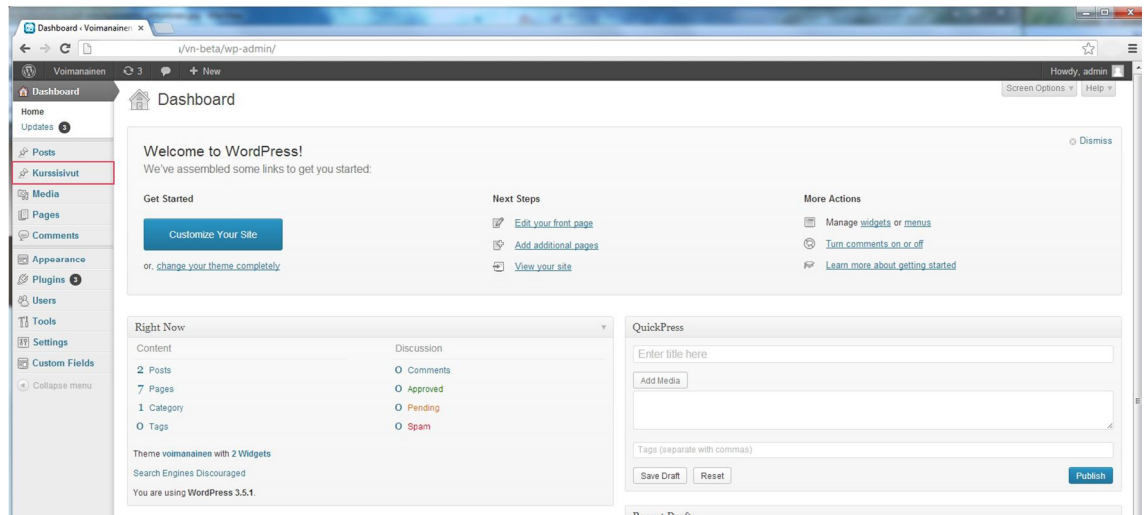 Dashboard ‹ Voimanainen
/vn-beta/wp-admin/
Voimanainen 3 + New Howdy, admin
Screen Options Help
Dashboard
Home
Updates 3
Posts
Kurssisivut
Media
Pages
Comments
Appearance
Plugins 3
Users
Tools
Settings
Custom Fields
Collapse menu
Dashboard
Dismiss
Welcome to WordPress!
We've assembled some links to get you started:
Get Started
Customize Your Site
or, change your theme completely
Next Steps
Edit your front page
Add additional pages
View your site
More Actions
Manage widgets or menus
Turn comments on or off
Learn more about getting started
Right Now
Content Discussion
2 Posts 0 Comments
7 Pages 0 Approved
1 Category 0 Pending
0 Tags 0 Spam
Theme voimanainen with 2 Widgets
Search Engines Discouraged
You are using WordPress 3.5.1.
QuickPress
Enter title here
Add Media
Tags (separate with commas)
Save Draft Reset Publish